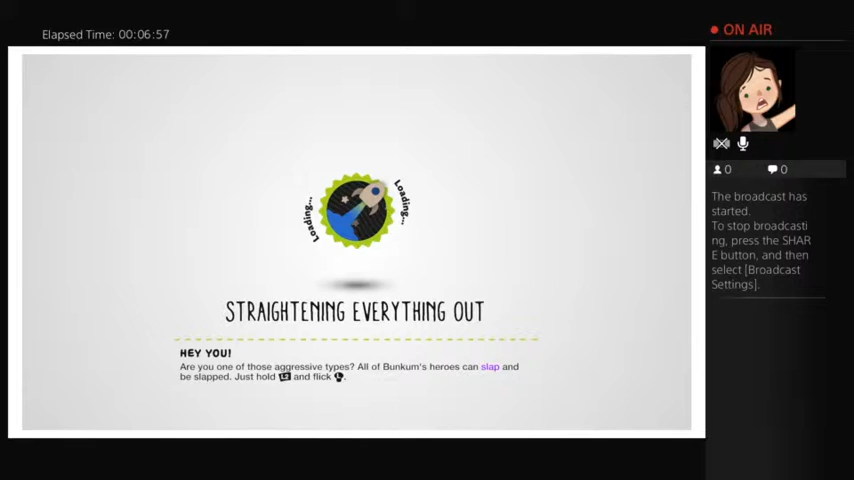 Elapsed Time: 00:06:57
ON AIR
Loading...
Loading...
0
0
The broadcast has
started.
To stop broadcasti
ng, press the SHAR
E button, and then
select [Broadcast
Settings].
STRAIGHTENING EVERYTHING OUT
HEY YOU!
Are you one of those aggressive types? All of Bunkum's heroes can slap and
be slapped. Just hold L2 and flick L.